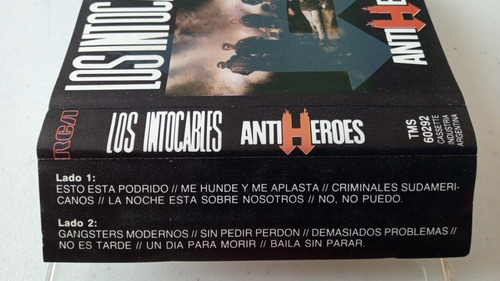 LOS INTOCABLES
ANTIHE
RCA
LOS INTOCABLES ANTIHEROES
TMS
60292
CASSETTE
INDUSTRIA
ARGENTINA
Lado 1:
ESTO ESTA PODRIDO // ME HUNDE Y ME APLASTA // CRIMINALES SUDAMERI-
CANOS // LA NOCHE ESTA SOBRE NOSOTROS // NO, NO PUEDO.
Lado 2:
GANGSTERS MODERNOS // SIN PEDIR PERDON // DEMASIADOS PROBLEMAS //
NO ES TARDE // UN DIA PARA MORIR // BAILA SIN PARAR.